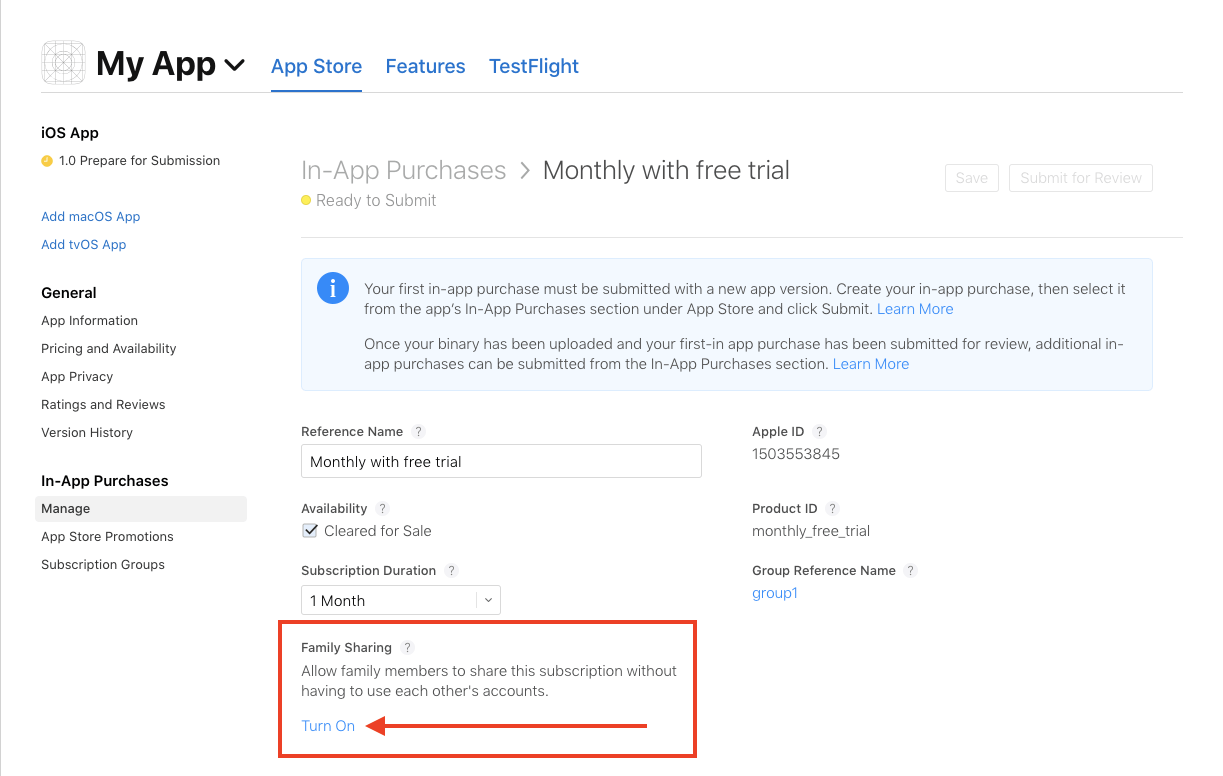 My App
App Store
Features
TestFlight
iOS App
1.0 Prepare for Submission
Add macOS App
Add tvOS App
General
App Information
Pricing and Availability
App Privacy
Ratings and Reviews
Version History
In-App Purchases
Manage
App Store Promotions
Subscription Groups
In-App Purchases > Monthly with free trial
Ready to Submit
Save
Submit for Review
i
Your first in-app purchase must be submitted with a new app version. Create your in-app purchase, then select it
from the app's In-App Purchases section under App Store and click Submit. Learn More
Once your binary has been uploaded and your first-in app purchase has been submitted for review, additional in-
app purchases can be submitted from the In-App Purchases section. Learn More
Reference Name ?
Monthly with free trial
Apple ID ?
1503553845
Availability ?
Cleared for Sale
Product ID ?
monthly_free_trial
Subscription Duration ?
1 Month
Group Reference Name ?
group1
Family Sharing ?
Allow family members to share this subscription without
having to use each other's accounts.
Turn On